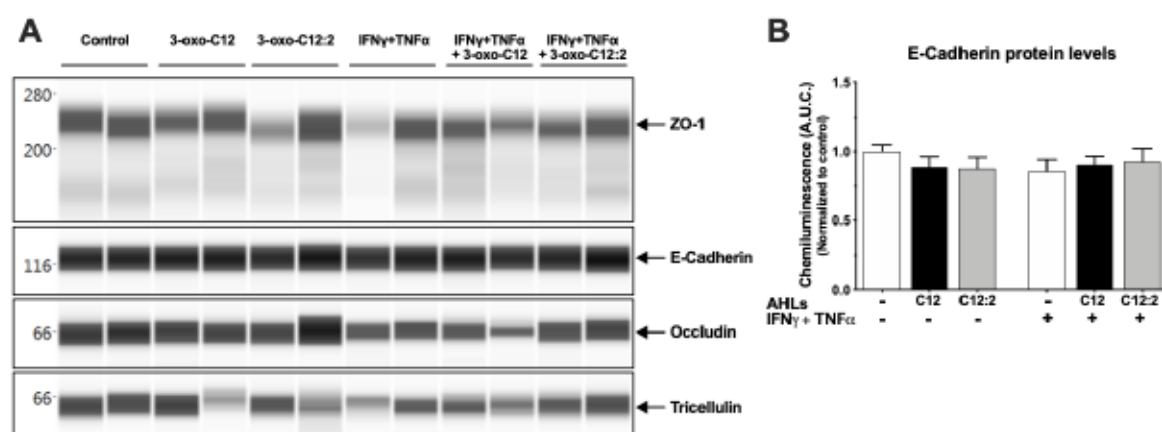 A
Control 3-oxo-C12 3-oxo-C12:2 IFNγ+TNFα IFNγ+TNFα IFNγ+TNFα
+ 3-oxo-C12 + 3-oxo-C12:2
280
200
ZO-1
116
E-Cadherin
66
Occludin
66
Tricellulin
B
E-Cadherin protein levels
Chemiluminescence (A.U.C.)
(Normalized to control)
1.5
1.0
0.5
0.0
AHLs - C12 C12:2 - C12 C12:2
IFNγ + TNFα - - - + + +